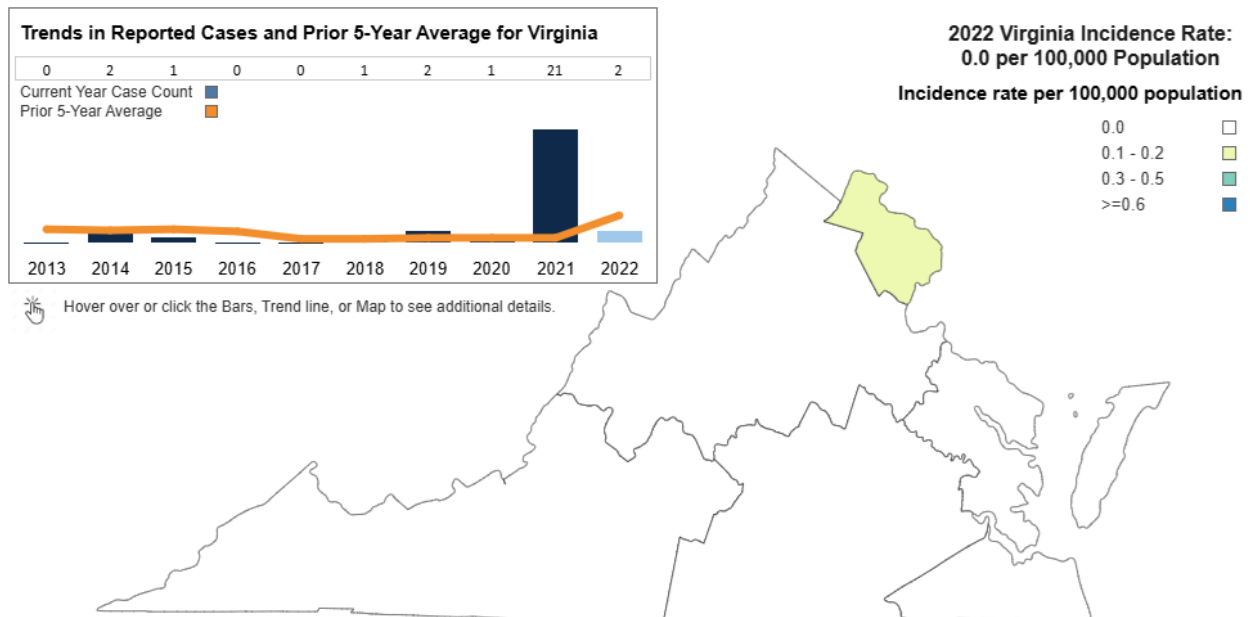 Trends in Reported Cases and Prior 5-Year Average for Virginia
0 2 1 0 0 1 2 1 21 2
Current Year Case Count
Prior 5-Year Average
2013 2014 2015 2016 2017 2018 2019 2020 2021 2022
Hover over or click the Bars, Trend line, or Map to see additional details.
2022 Virginia Incidence Rate:
0.0 per 100,000 Population
Incidence rate per 100,000 population
0.0
0.1 - 0.2
0.3 - 0.5
>=0.6